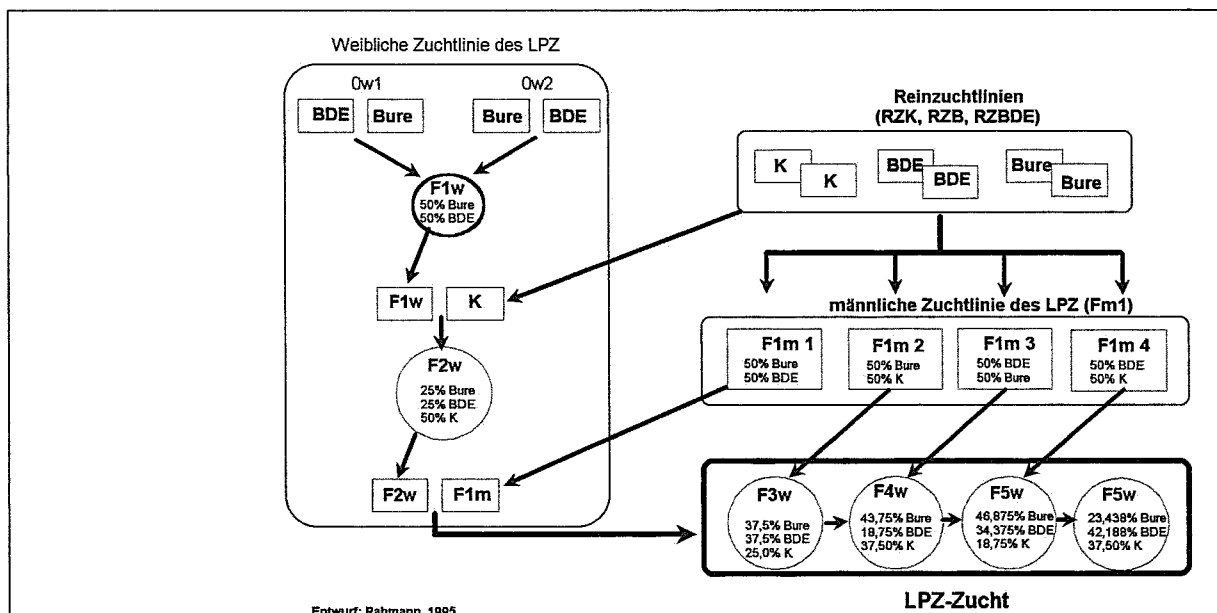 Weibliche Zuchtlinie des LPZ
0w1 0w2
BDE Bure Bure BDE
F1w
50% Bure
50% BDE
F1w K
F2w
25% Bure
25% BDE
50% K
F2w F1m
Reinzuchtlinien
(RZK, RZB, RZBDE)
K
K
BDE
BDE
Bure
Bure
männliche Zuchtlinie des LPZ (Fm1)
F1m 1
50% Bure
50% BDE
F1m 2
50% Bure
50% K
F1m 3
50% BDE
50% Bure
F1m 4
50% BDE
50% K
F3w
37,5% Bure
37,5% BDE
25,0% K
F4w
43,75% Bure
18,75% BDE
37,50% K
F5w
46,875% Bure
34,375% BDE
18,75% K
F5w
23,438% Bure
42,188% BDE
37,50% K
LPZ-Zucht
Entwurf: Rahmann, 1995